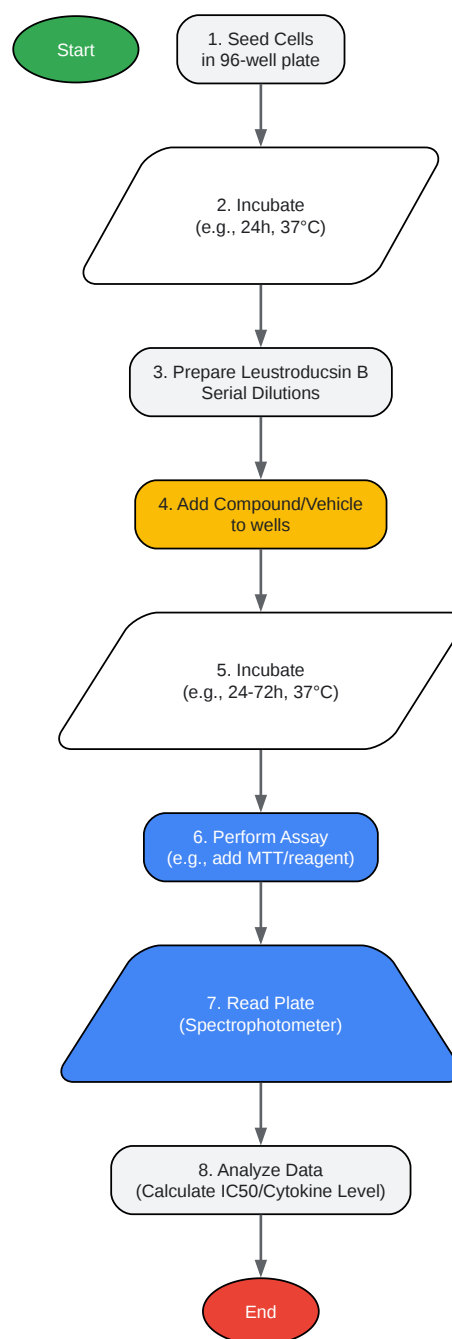 Start
1. Seed Cells
in 96-well plate
2. Incubate
(e.g., 24h, 37°C)
3. Prepare Leustroducsin B
Serial Dilutions
4. Add Compound/Vehicle
to wells
5. Incubate
(e.g., 24-72h, 37°C)
6. Perform Assay
(e.g., add MTT/reagent)
7. Read Plate
(Spectrophotometer)
8. Analyze Data
(Calculate IC50/Cytokine Level)
End